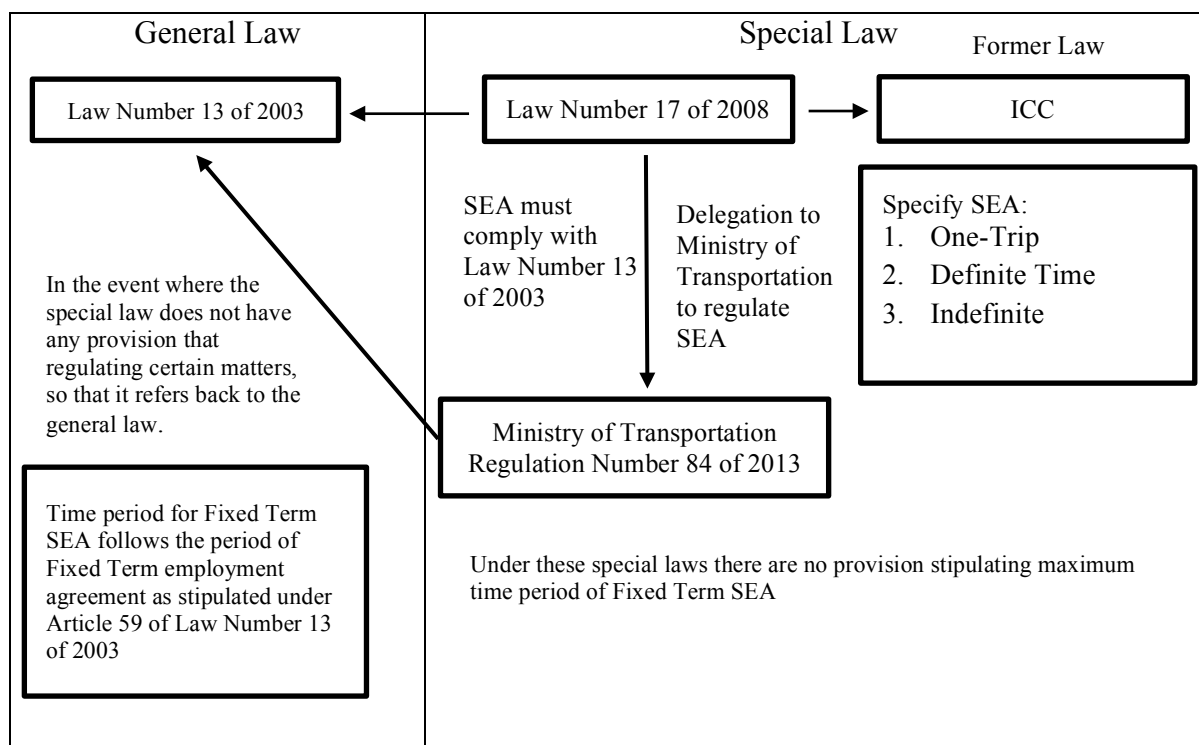 General Law
Special Law
Former Law
Law Number 13 of 2003
Law Number 17 of 2008
ICC
SEA must
comply with
Law Number 13
of 2003
Delegation to
Ministry of
Transportation
to regulate
SEA
Specify SEA:
1. One-Trip
2. Definite Time
3. Indefinite
In the event where the
special law does not have
any provision that
regulating certain matters,
so that it refers back to the
general law.
Ministry of Transportation
Regulation Number 84 of 2013
Time period for Fixed Term
SEA follows the period of
Fixed Term employment
agreement as stipulated under
Article 59 of Law Number 13
of 2003
Under these special laws there are no provision stipulating maximum
time period of Fixed Term SEA